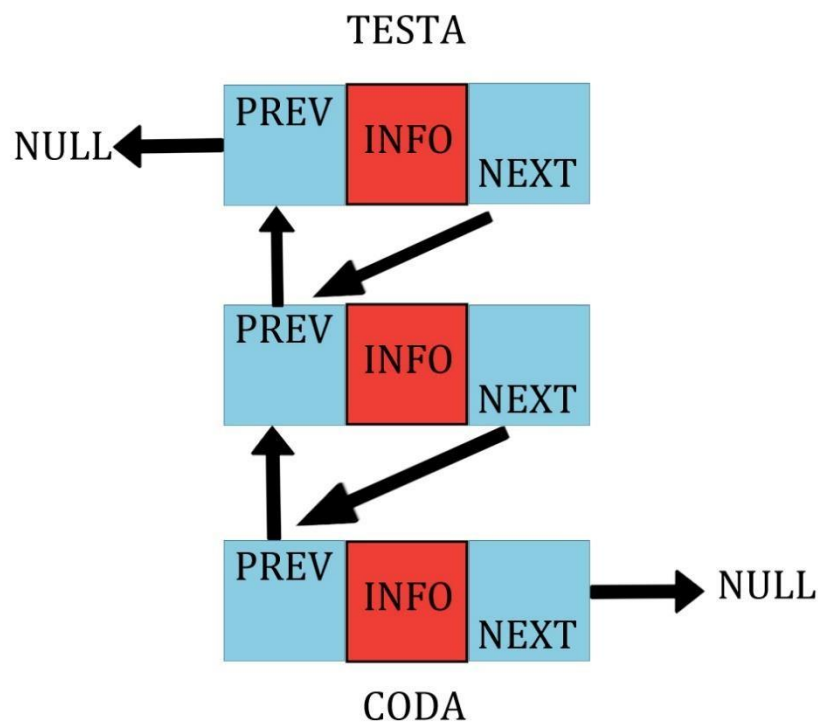 TESTA
PREV
INFO
NEXT
NULL
PREV
INFO
NEXT
PREV
INFO
NEXT
NULL
CODA